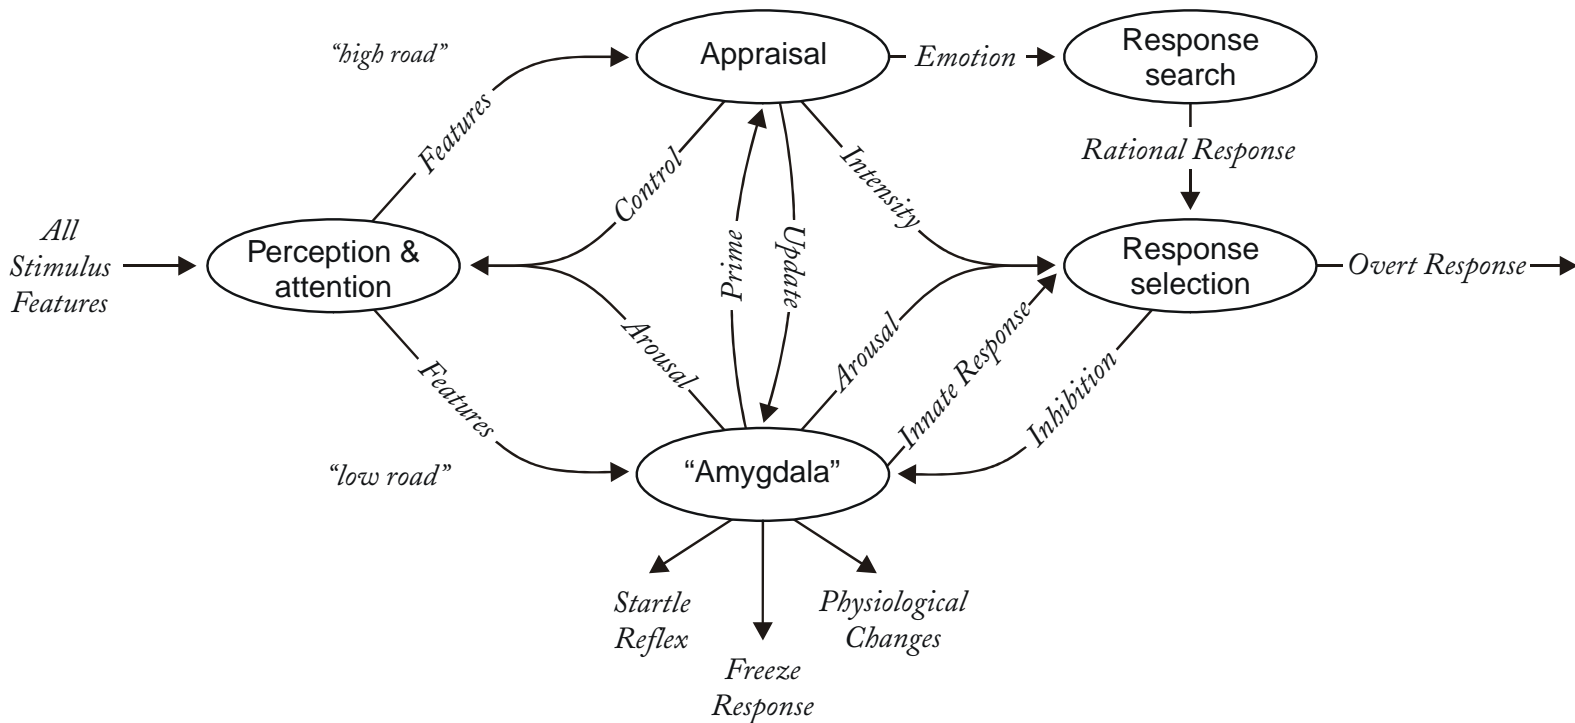 “high road”
Appraisal
Emotion
Response
search
Features
Control
Intensity
Rational Response
All
Stimulus
Features
Perception &
attention
Prime
Update
Response
selection
Overt Response
Arousal
Arousal
Innate Response
Inhibition
Features
“low road”
“Amygdala”
Startle
Reflex
Physiological
Changes
Freeze
Response